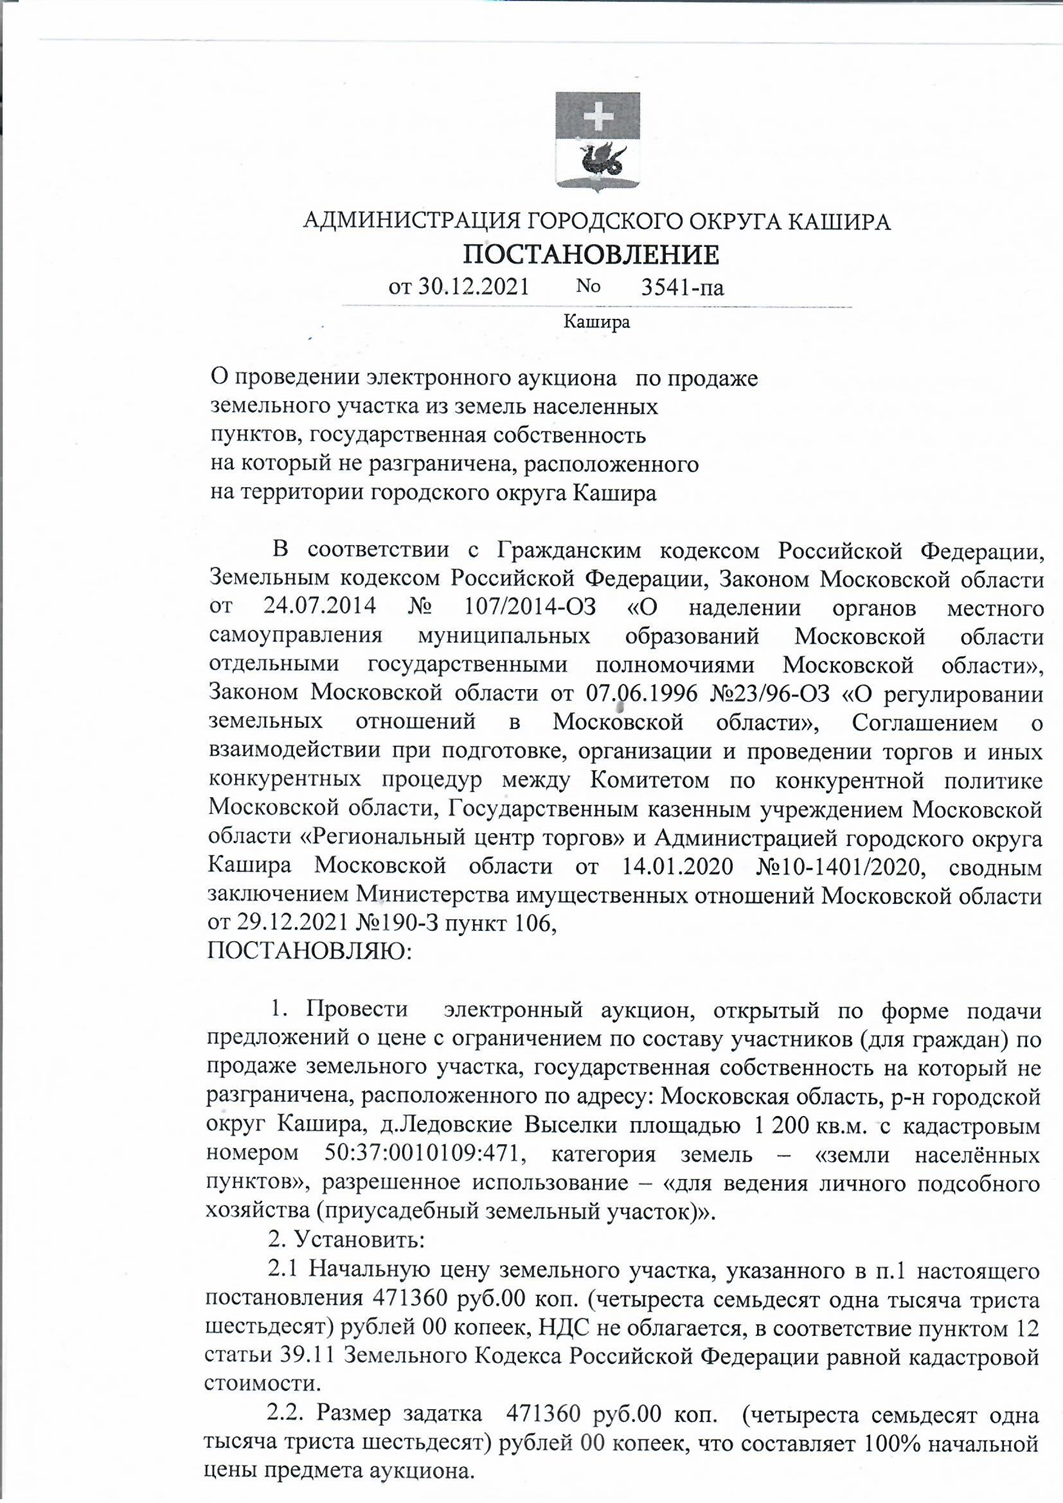 АДМИНИСТРАЦИЯ ГОРОДСКОГО ОКРУГА КАШИРА
ПОСТАНОВЛЕНИЕ
от 30.12.2021 No 3541-па
Кашира
О проведении электронного аукциона по продаже
земельного участка из земель населенных
пунктов, государственная собственность
на который не разграничена, расположенного
на территории городского округа Кашира
В соответствии с Гражданским кодексом Российской Федерации,
Земельным кодексом Российской Федерации, Законом Московской области
от 24.07.2014 № 107/2014-ОЗ «О наделении органов местного
самоуправления муниципальных образований Московской области
отдельными государственными полномочиями Московской области»,
Законом Московской области от 07.06.1996 №23/96-ОЗ «О регулировании
земельных отношений в Московской области», Соглашением о
взаимодействии при подготовке, организации и проведении торгов и иных
конкурентных процедур между Комитетом по конкурентной политике
Московской области, Государственным казенным учреждением Московской
области «Региональный центр торгов» и Администрацией городского округа
Кашира Московской области от 14.01.2020 №10-1401/2020, сводным
заключением Министерства имущественных отношений Московской области
от 29.12.2021 №190-З пункт 106,
ПОСТАНОВЛЯЮ:
1. Провести электронный аукцион, открытый по форме подачи
предложений о цене с ограничением по составу участников (для граждан) по
продаже земельного участка, государственная собственность на который не
разграничена, расположенного по адресу: Московская область, р-н городской
округ Кашира, д.Ледовские Выселки площадью 1 200 кв.м. с кадастровым
номером 50:37:0010109:471, категория земель – «земли населённых
пунктов», разрешенное использование – «для ведения личного подсобного
хозяйства (приусадебный земельный участок)».
2. Установить:
2.1 Начальную цену земельного участка, указанного в п.1 настоящего
постановления 471360 руб.00 коп. (четыреста семьдесят одна тысяча триста
шестьдесят) рублей 00 копеек, НДС не облагается, в соответствие пунктом 12
статьи 39.11 Земельного Кодекса Российской Федерации равной кадастровой
стоимости.
2.2. Размер задатка 471360 руб.00 коп. (четыреста семьдесят одна
тысяча триста шестьдесят) рублей 00 копеек, что составляет 100% начальной
цены предмета аукциона.